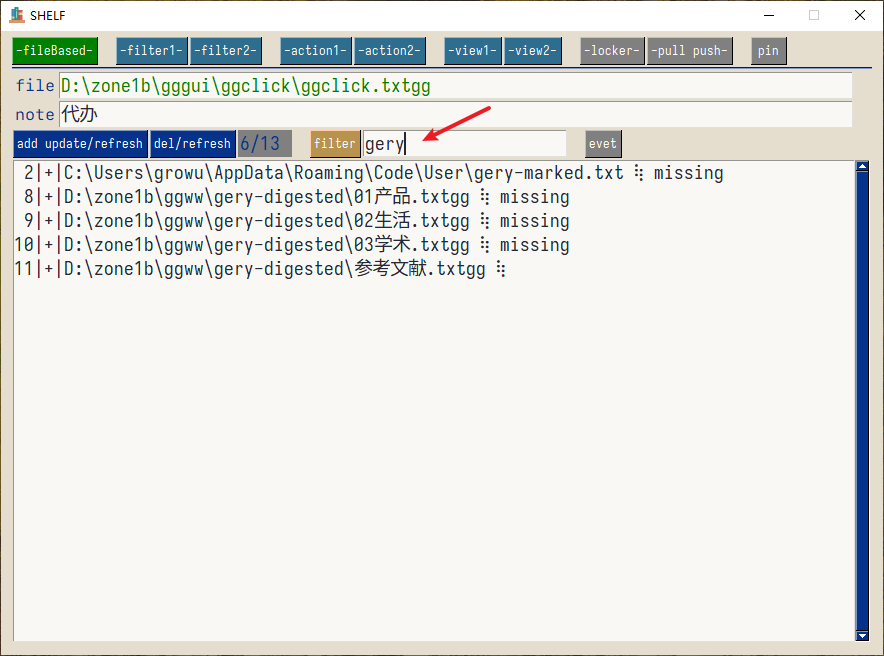 SHELF
-fileBased- -filter1- -filter2- -action1- -action2- -view1- -view2- -locker- -pull push- pin
file D:\zone1b\gggui\ggclick\ggclick.txtgg
note 代办
add update/refresh del/refresh 6/13 filter gery evet
2|+|C:\Users\growu\AppData\Roaming\Code\User\gery-marked.txt ⢷ missing
8|+|D:\zone1b\ggww\gery-digested\01产品.txtgg ⢷ missing
9|+|D:\zone1b\ggww\gery-digested\02生活.txtgg ⢷ missing
10|+|D:\zone1b\ggww\gery-digested\03学术.txtgg ⢷ missing
11|+|D:\zone1b\ggww\gery-digested\参考文献.txtgg ⢷